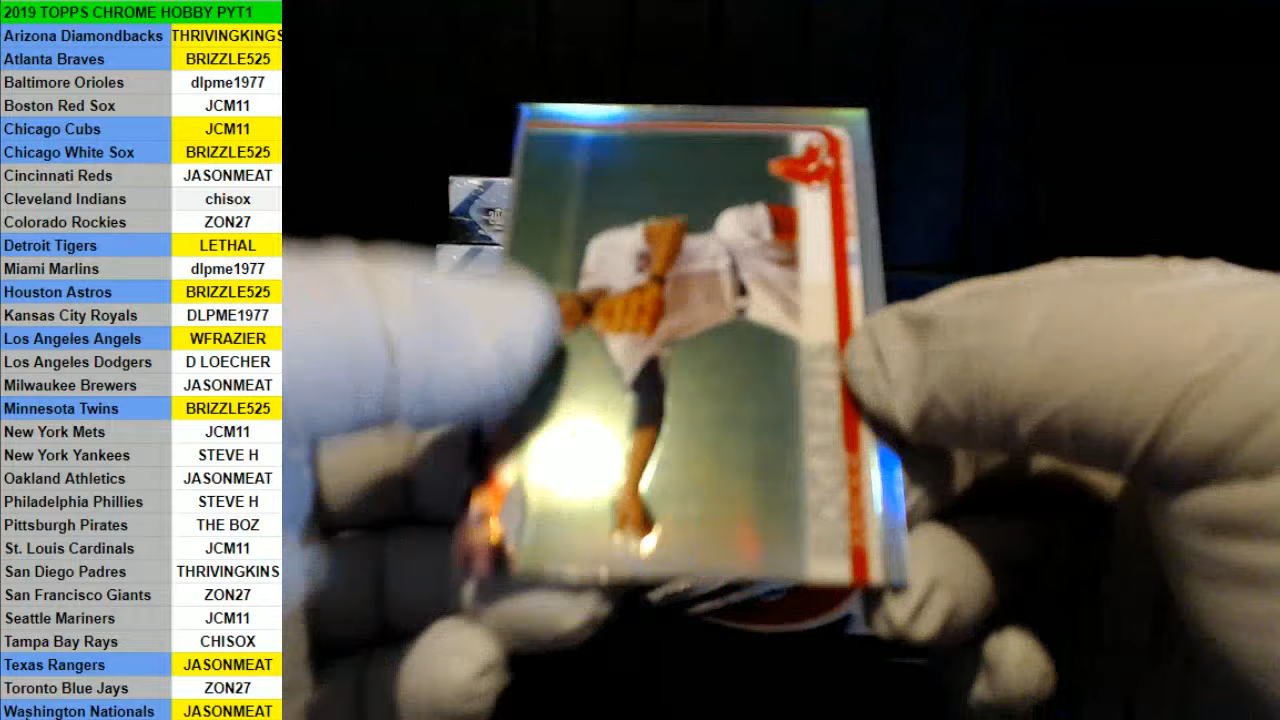 2019 TOPPS CHROME HOBBY PYT1
Arizona Diamondbacks THRIVINGKINGS
Atlanta Braves BRIZZLE525
Baltimore Orioles dlpme1977
Boston Red Sox JCM11
Chicago Cubs JCM11
Chicago White Sox BRIZZLE525
Cincinnati Reds JASONMEAT
Cleveland Indians chisox
Colorado Rockies ZON27
Detroit Tigers LETHAL
Miami Marlins dlpme1977
Houston Astros BRIZZLE525
Kansas City Royals DLPME1977
Los Angeles Angels WFRAZIER
Los Angeles Dodgers D LOECHER
Milwaukee Brewers JASONMEAT
Minnesota Twins BRIZZLE525
New York Mets JCM11
New York Yankees STEVE H
Oakland Athletics JASONMEAT
Philadelphia Phillies STEVE H
Pittsburgh Pirates THE BOZ
St. Louis Cardinals JCM11
San Diego Padres THRIVINGKINS
San Francisco Giants ZON27
Seattle Mariners JCM11
Tampa Bay Rays CHISOX
Texas Rangers JASONMEAT
Toronto Blue Jays ZON27
Washington Nationals JASONMEAT